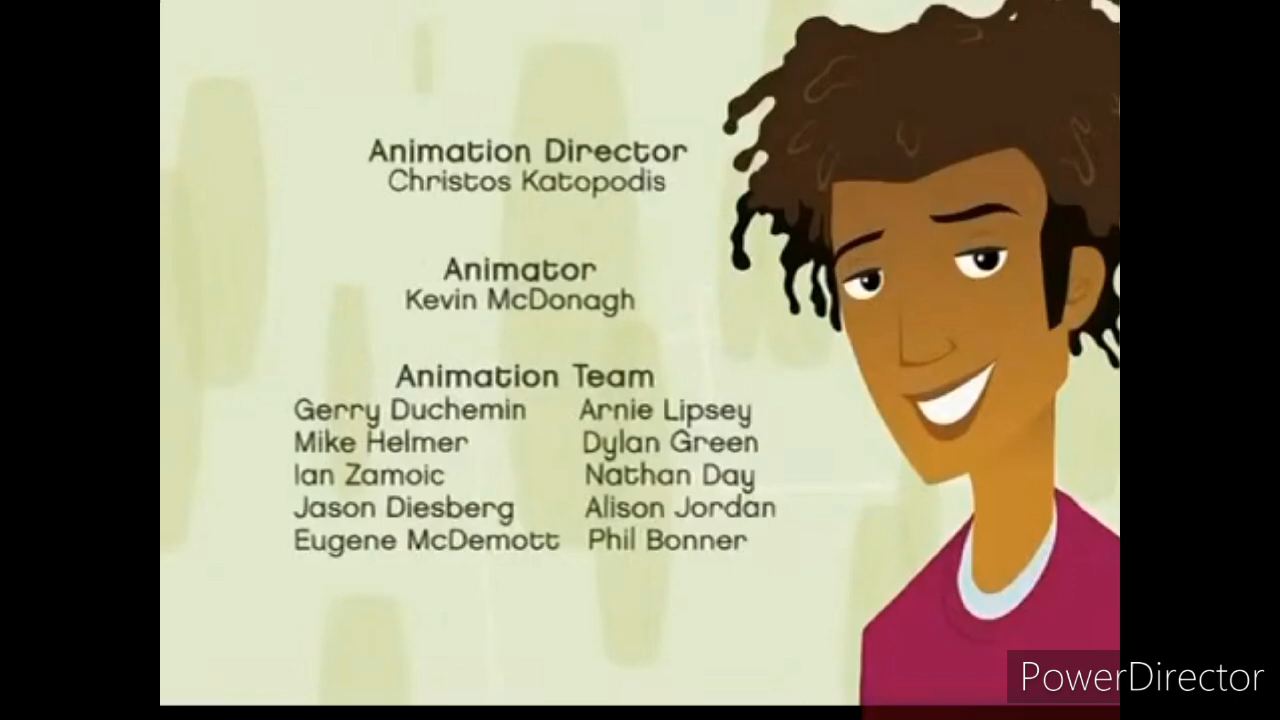 Animation Director
Christos Katopodis
Animator
Kevin McDonagh
Animation Team
Gerry Duchemin Arnie Lipsey
Mike Helmer Dylan Green
Ian Zamoic Nathan Day
Jason Diesberg Alison Jordan
Eugene McDemott Phil Bonner
PowerDirector